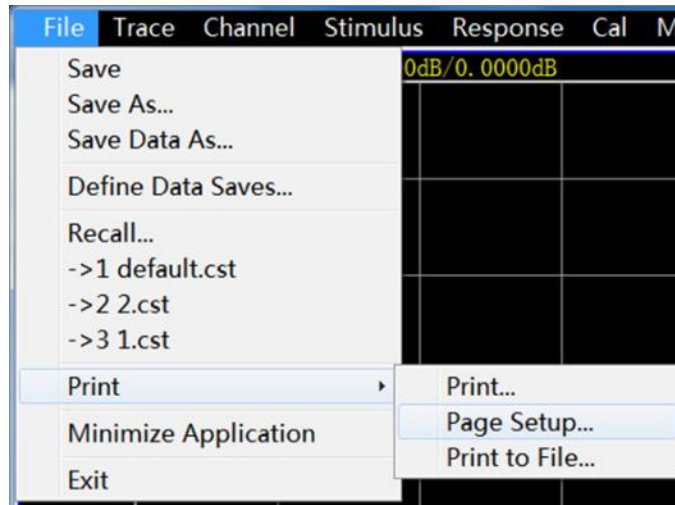 File Trace Channel Stimulus Response Cal M
Save
0dB/0.0000dB
Save As...
Save Data As...
Define Data Saves...
Recall...
->1 default.cst
->2 2.cst
->3 1.cst
Print
Print...
Page Setup...
Print to File...
Minimize Application
Exit